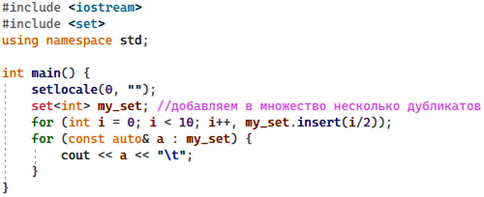 #include <iostream>
#include <set>
using namespace std;
int main() {
setlocale(0, "");
set<int> my_set; //добавляем в множество несколько дубликатов
for (int i = 0; i < 10; i++, my_set.insert(i/2));
for (const auto& a : my_set) {
cout << a << "\t";
}
}